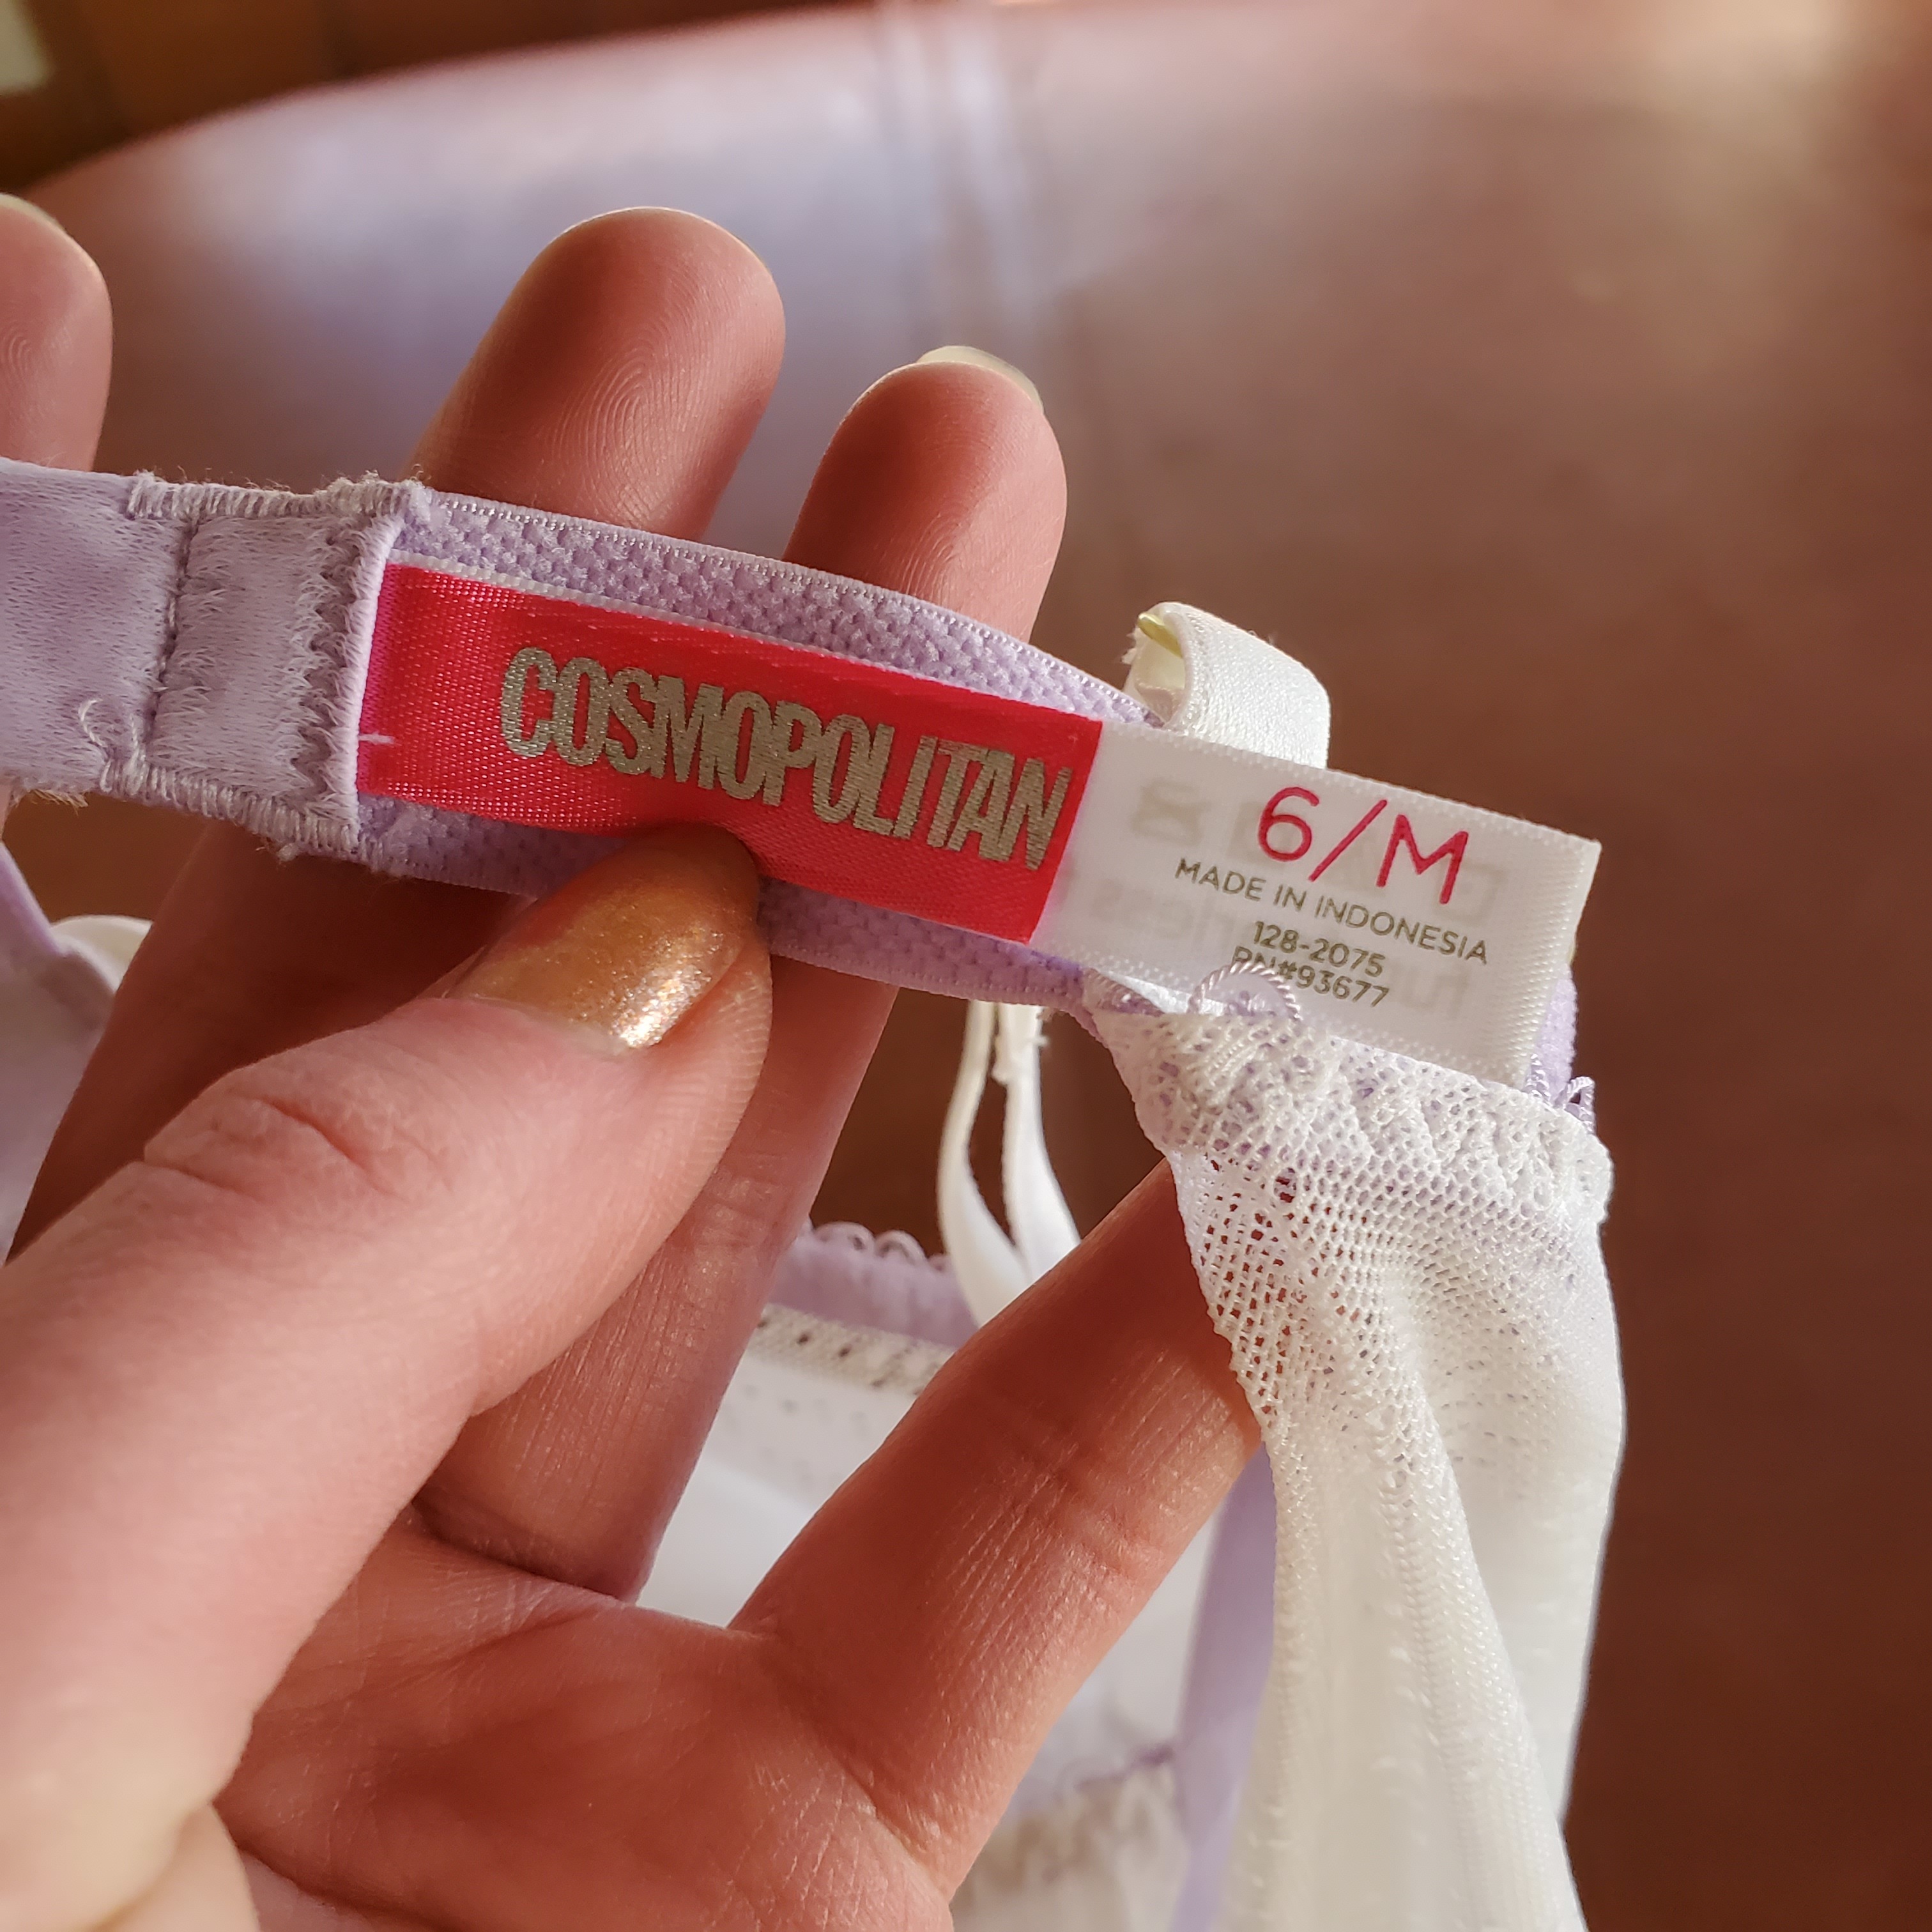 COSMOPOLITAN
6/M
MADE IN INDONESIA
128-2075
RN#93677